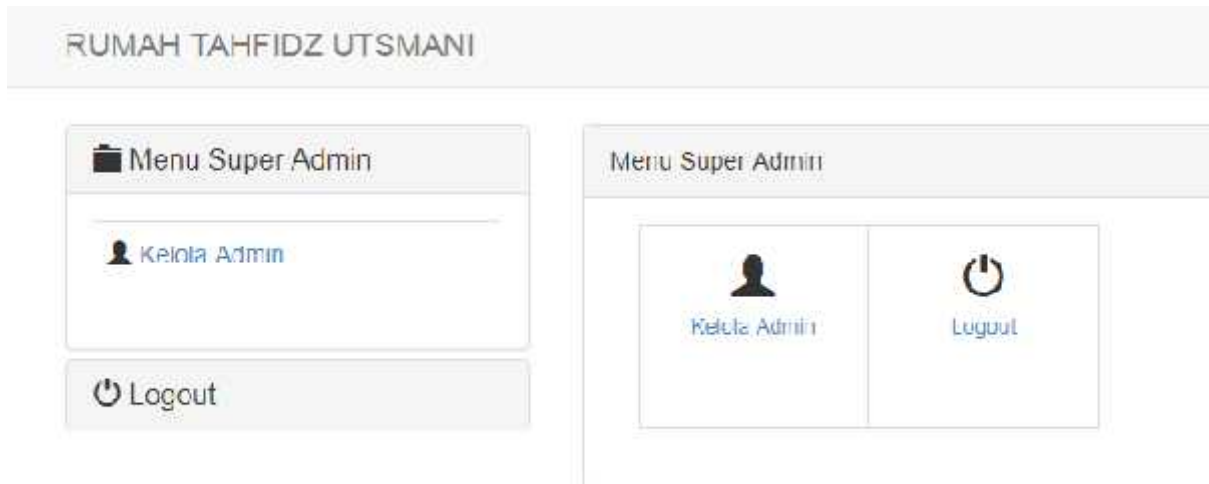 RUMAH TAHFIDZ UTSMANI
Menu Super Admin
Kelola Admin
Logout
Menu Super Admin
Kelola Admin
Logout